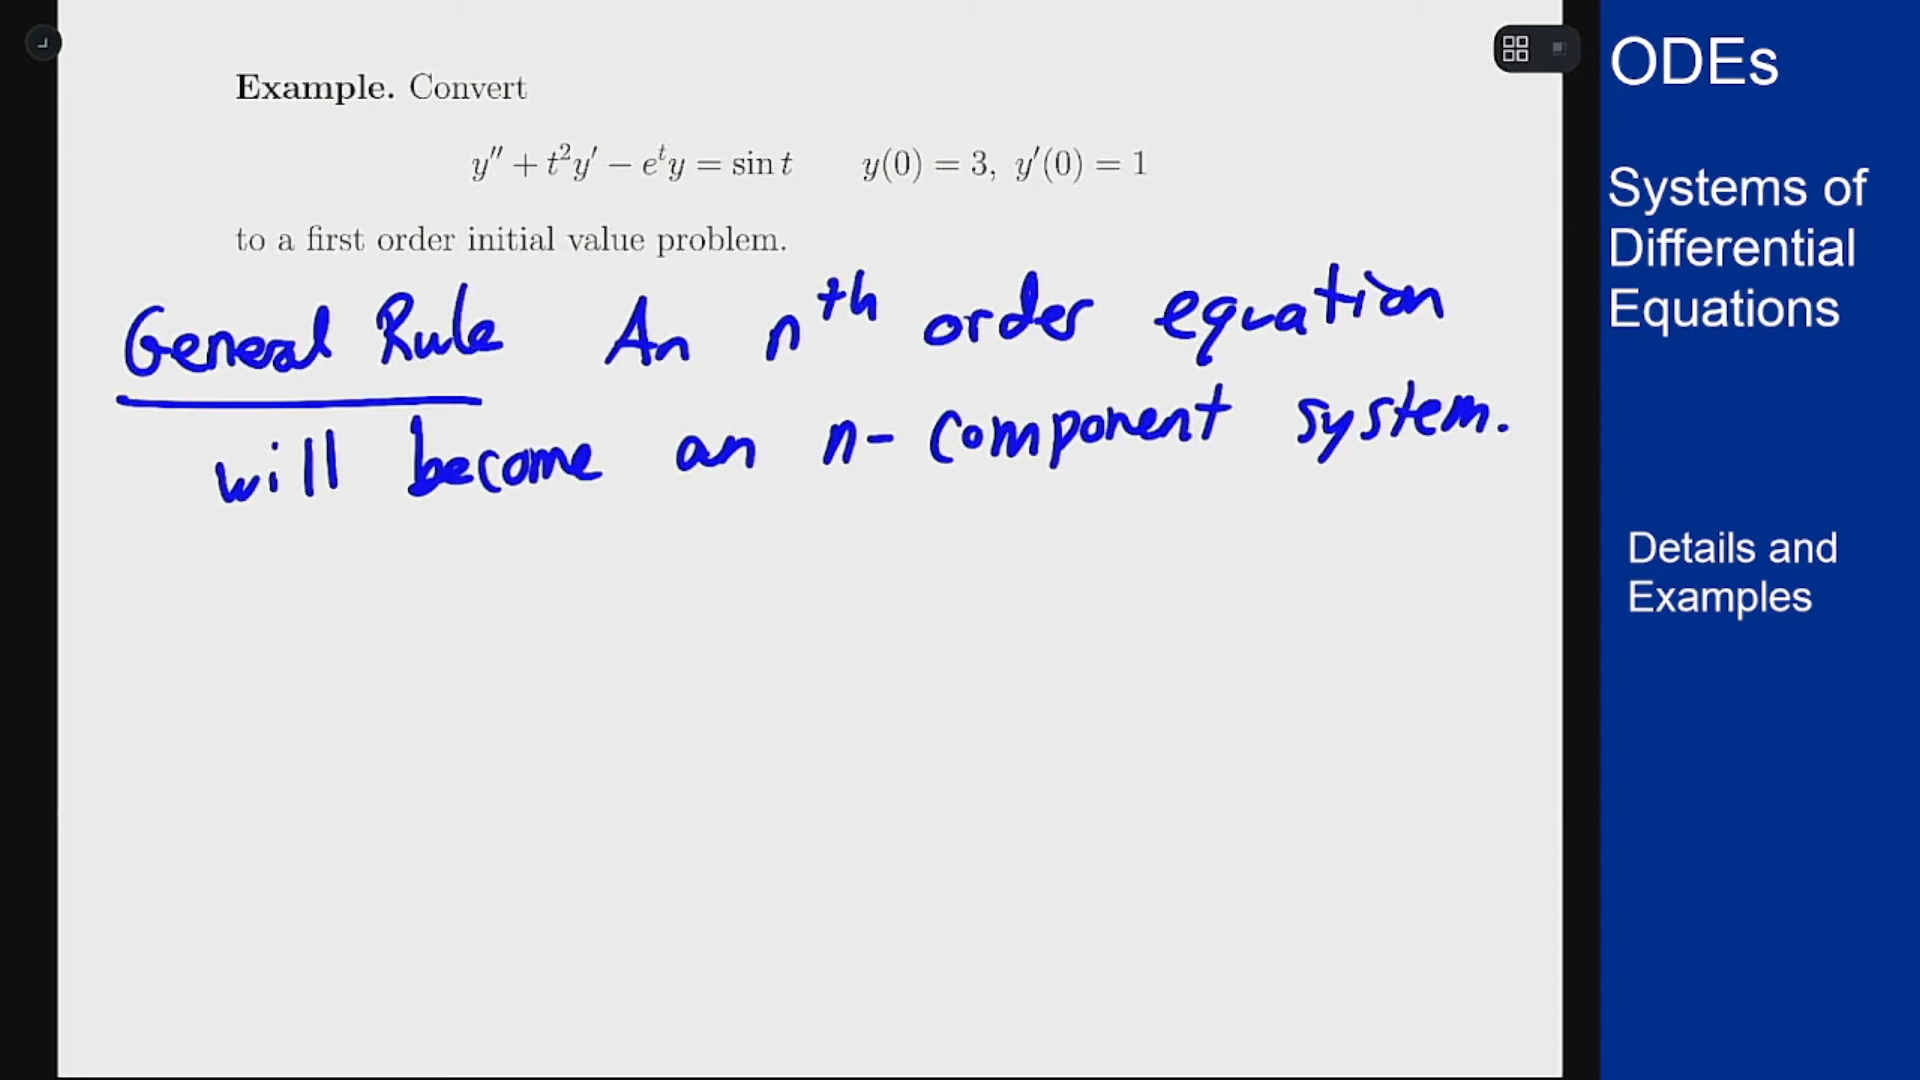 Example. Convert
y″ + t²y′ − eᵗy = sin t  y(0) = 3, y′(0) = 1
to a first order initial value problem.
General Rule An nᵗʰ order equation
will become an n- component system.
ODEs
Systems of
Differential
Equations
Details and
Examples